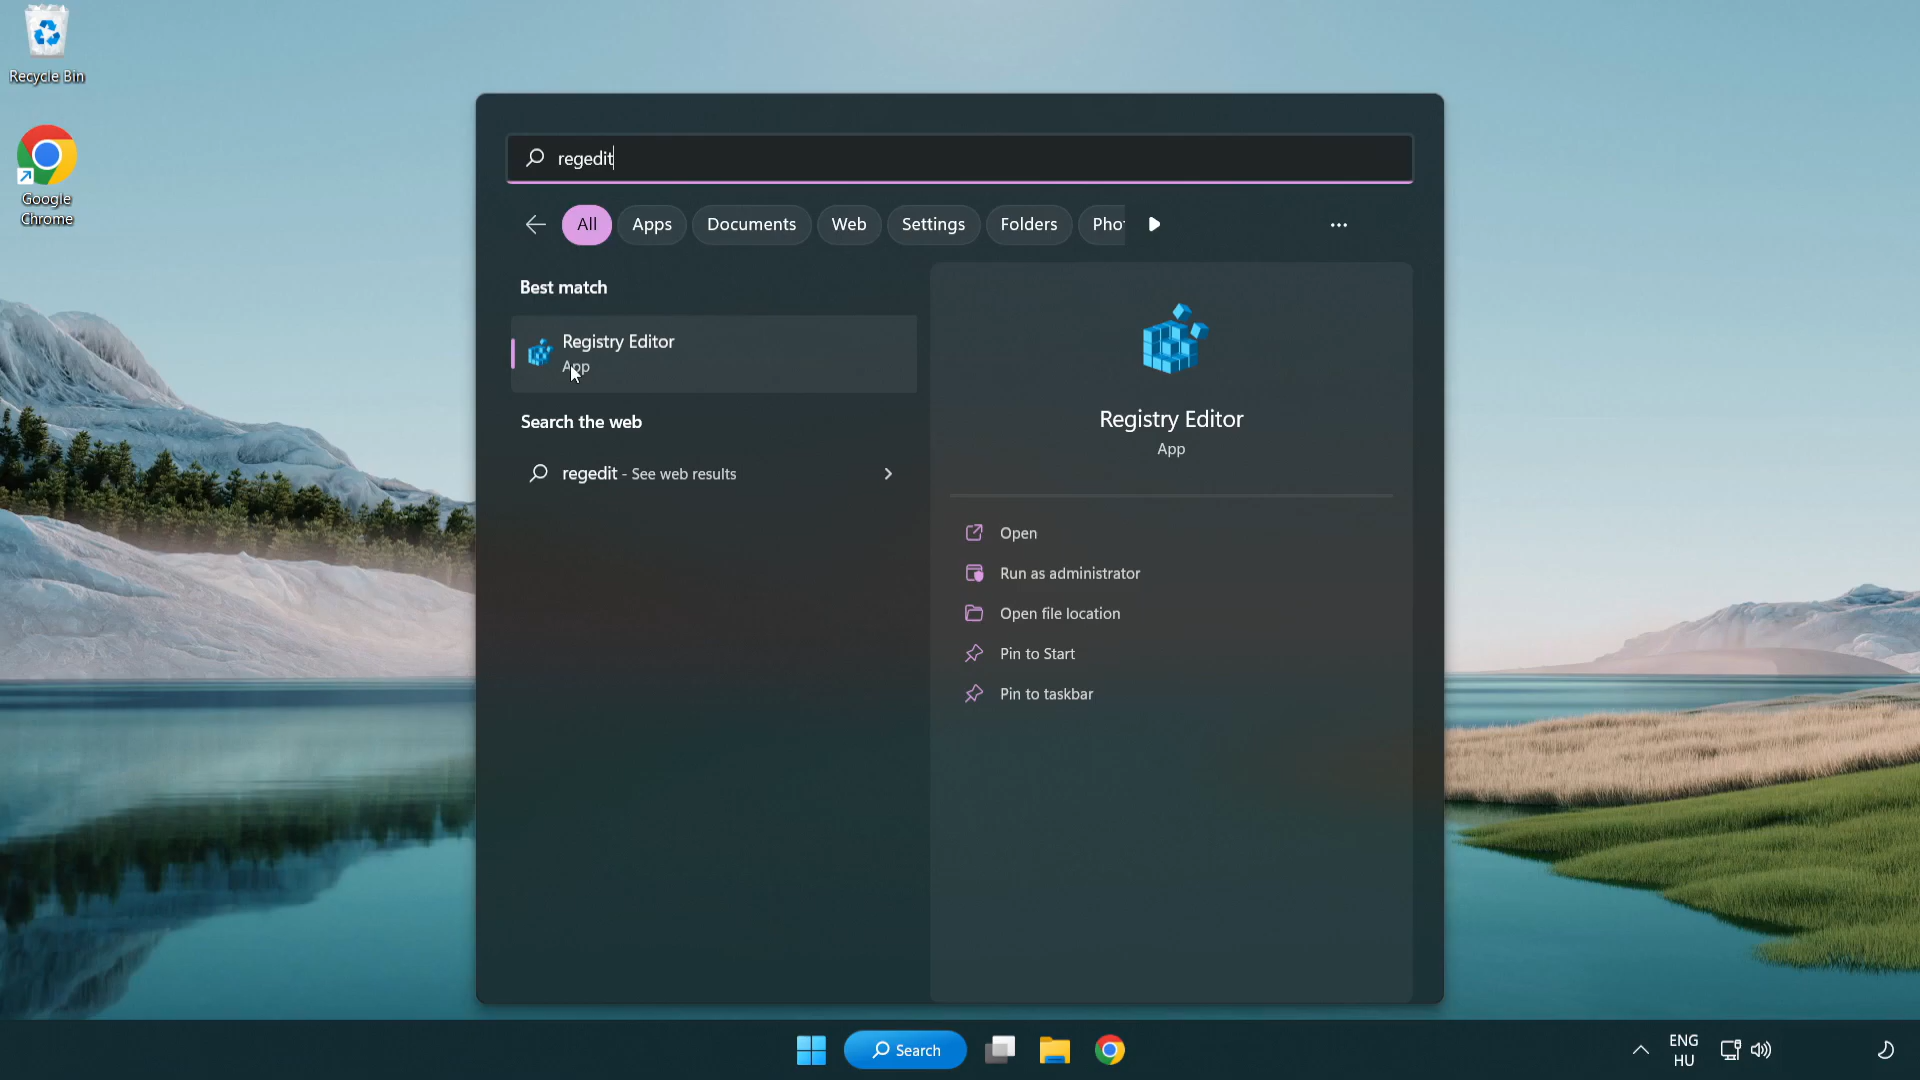 Recycle Bin
Google
Chrome
regedit
All
Apps
Documents
Web
Settings
Folders
Pho
Best match
Registry Editor
App
Search the web
regedit - See web results
Registry Editor
App
Open
Run as administrator
Open file location
Pin to Start
Pin to taskbar
Search
ENG
HU